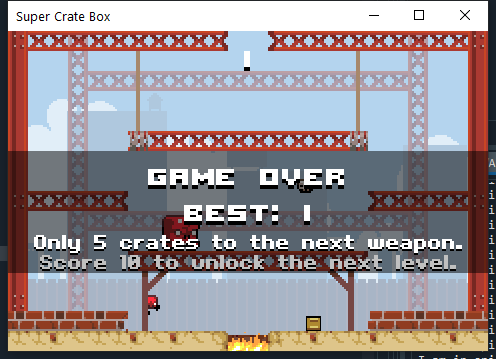 Super Crate Box
1
GAME OVER
BEST: 1
Only 5 crates to the next weapon.
Score 10 to unlock the next level.